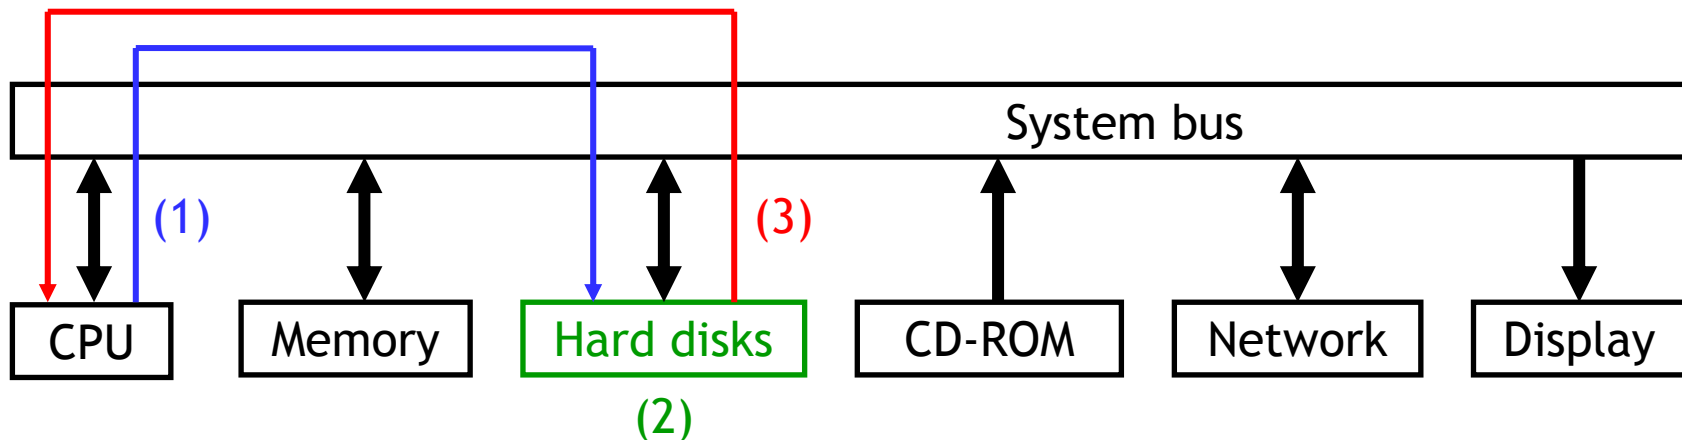 System bus
(1)
(3)
CPU
Memory
Hard disks
CD-ROM
Network
Display
(2)